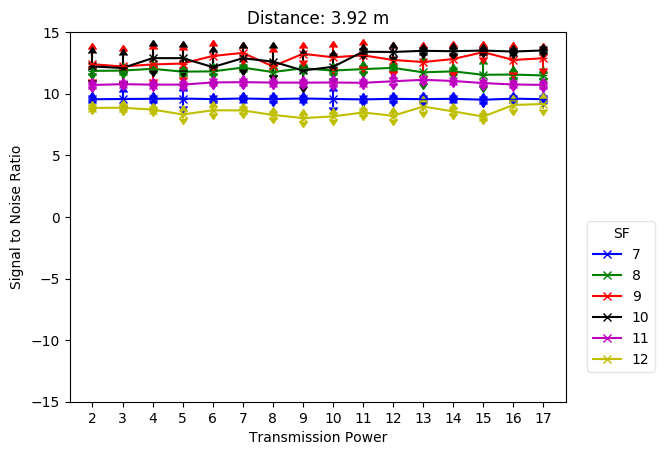 Distance: 3.92 m
15
10
5
0
−5
−10
−15
Signal to Noise Ratio
2 3 4 5 6 7 8 9 10 11 12 13 14 15 16 17
Transmission Power
SF
7
8
9
10
11
12